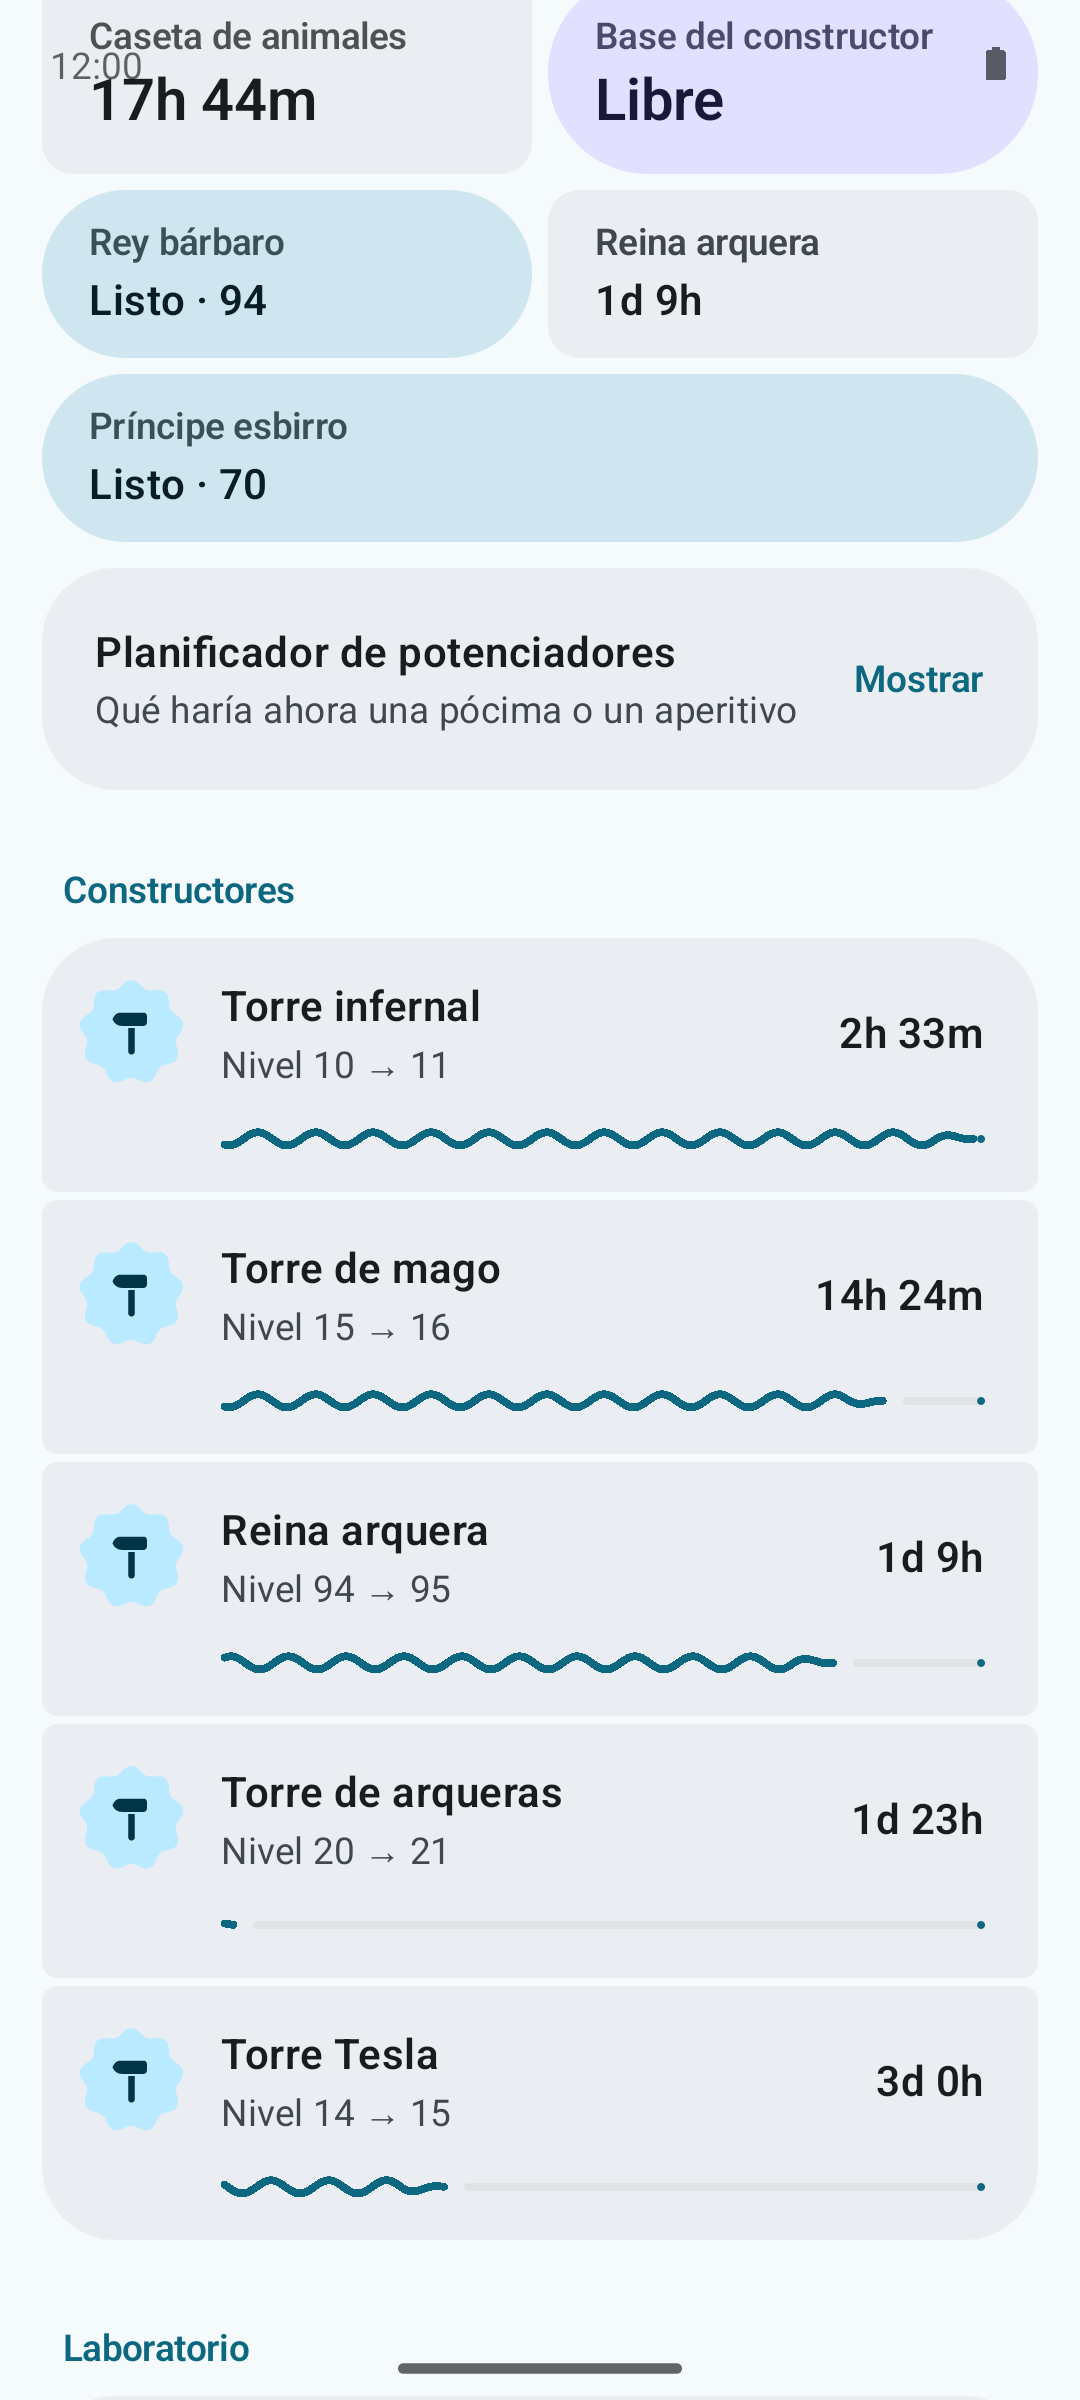 Caseta de animales
12:00
17h 44m
Base del constructor
Libre
Rey bárbaro
Listo · 94
Reina arquera
1d 9h
Príncipe esbirro
Listo · 70
Planificador de potenciadores
Qué haría ahora una pócima o un aperitivo
Mostrar
Constructores
Torre infernal
Nivel 10 → 11
2h 33m
Torre de mago
Nivel 15 → 16
14h 24m
Reina arquera
Nivel 94 → 95
1d 9h
Torre de arqueras
Nivel 20 → 21
1d 23h
Torre Tesla
Nivel 14 → 15
3d 0h
Laboratorio